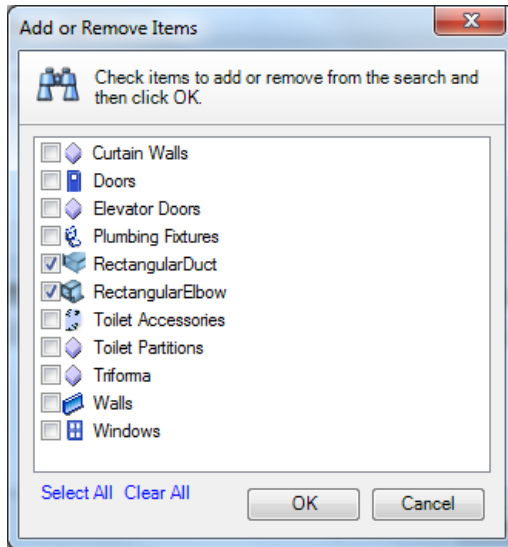 Add or Remove Items
Check items to add or remove from the search and
then click OK.
Curtain Walls
Doors
Elevator Doors
Plumbing Fixtures
RectangularDuct
RectangularElbow
Toilet Accessories
Toilet Partitions
Triforma
Walls
Windows
Select All Clear All
OK Cancel